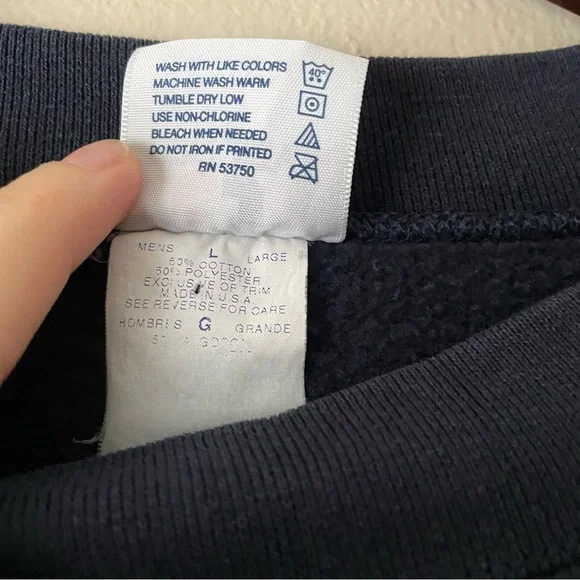 WASH WITH LIKE COLORS
MACHINE WASH WARM
TUMBLE DRY LOW
USE NON-CHLORINE
BLEACH WHEN NEEDED
DO NOT IRON IF PRINTED
RN 53750
40°
MENS L LARGE
50% COTTON
50% POLYESTER
EXCLUSIVE OF TRIM
MADE IN U.S.A.
SEE REVERSE FOR CARE
HOMBRES G GRANDE